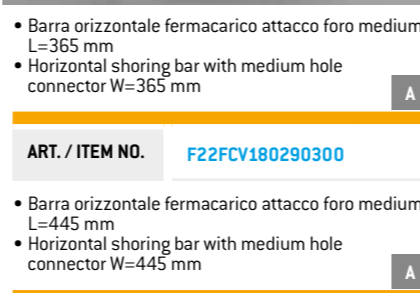 • Barra orizzontale fermacarico attacco foro medium
L=365 mm
• Horizontal shoring bar with medium hole
connector W=365 mm
A
ART. / ITEM NO.
F22FCV180290300
• Barra orizzontale fermacarico attacco foro medium
L=445 mm
• Horizontal shoring bar with medium hole
connector W=445 mm
A